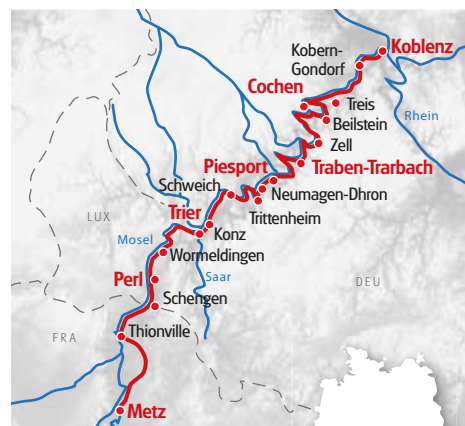 Kobern-
Gondorf
Koblenz
Cochen
Treis
Beilstein
Rhein
Zell
Piesport
Traben-Trarbach
Schweich
Neumagen-Dhron
Trittenheim
LUX
Trier
Konz
Mosel
Wormeldingen
Saar
Perl
DEU
Schengen
FRA
Thionville
Metz